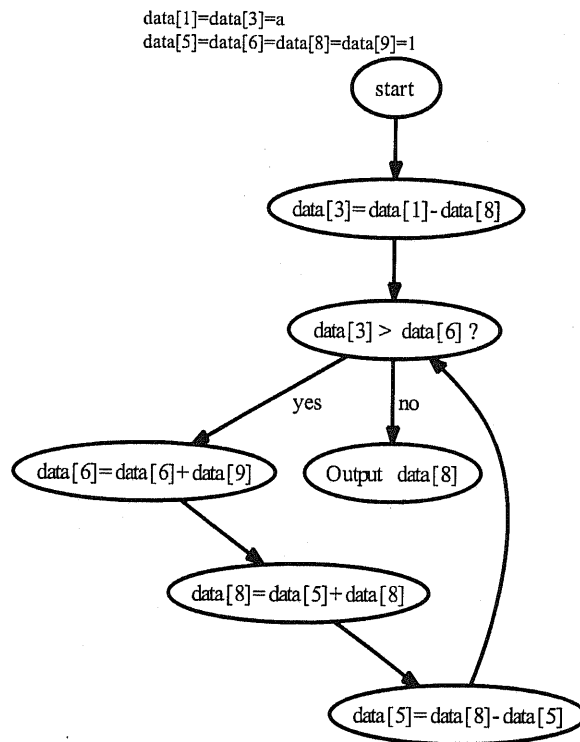 data[1]=data[3]=a
data[5]=data[6]=data[8]=data[9]=1
start
data[3]=data[1]-data[8]
data[3] > data[6] ?
yes
no
data[6]=data[6]+data[9]
Output data[8]
data[8]=data[5]+data[8]
data[5]=data[8]-data[5]